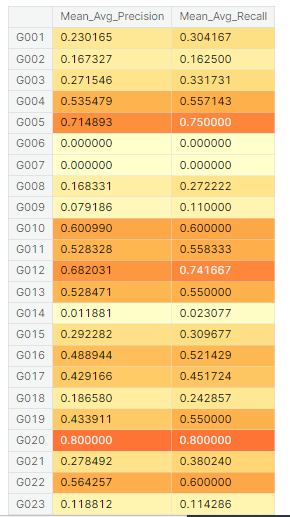 Mean_Avg_Precision Mean_Avg_Recall
G001 0.230165 0.304167
G002 0.167327 0.162500
G003 0.271546 0.331731
G004 0.535479 0.557143
G005 0.714893 0.750000
G006 0.000000 0.000000
G007 0.000000 0.000000
G008 0.168331 0.272222
G009 0.079186 0.110000
G010 0.600990 0.600000
G011 0.528328 0.558333
G012 0.682031 0.741667
G013 0.528471 0.550000
G014 0.011881 0.023077
G015 0.292282 0.309677
G016 0.488944 0.521429
G017 0.429166 0.451724
G018 0.186580 0.242857
G019 0.433911 0.550000
G020 0.800000 0.800000
G021 0.278492 0.380240
G022 0.564257 0.600000
G023 0.118812 0.114286